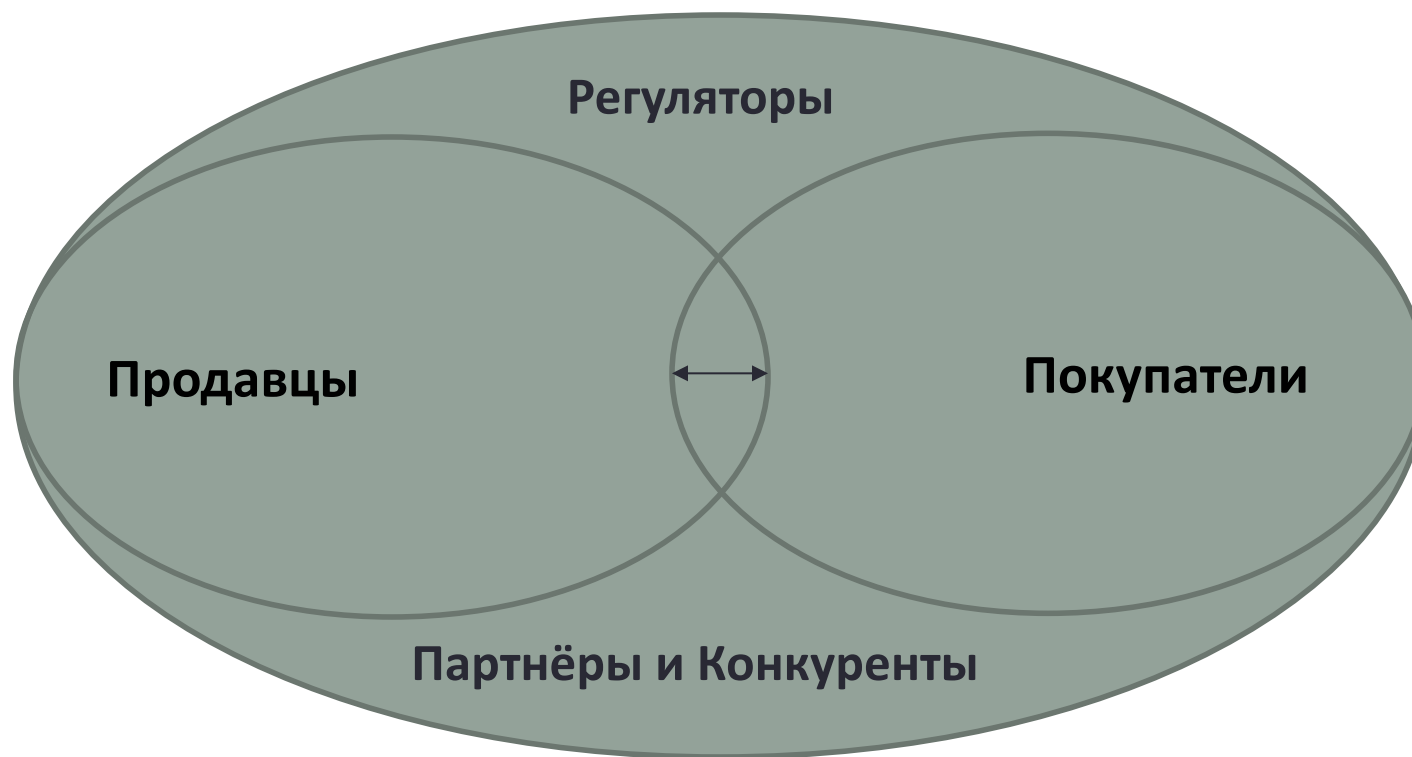 Регуляторы
Продавцы
Покупатели
Партнёры и Конкуренты